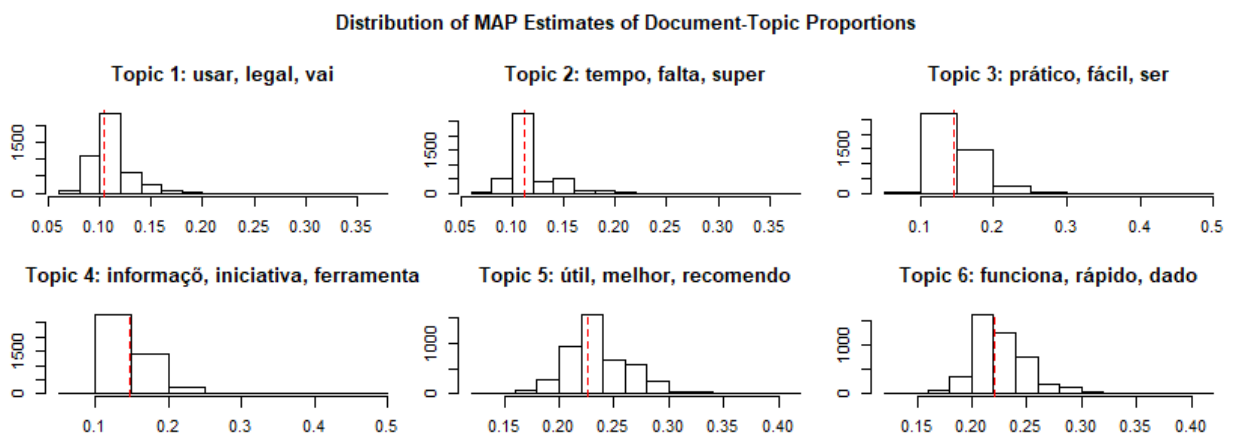 Distribution of MAP Estimates of Document-Topic Proportions
Topic 1: usar, legal, vai
0 1500
0.05 0.10 0.15 0.20 0.25 0.30 0.35
Topic 2: tempo, falta, super
0 1000
0.05 0.10 0.15 0.20 0.25 0.30 0.35
Topic 3: prático, fácil, ser
0 1500
0.1 0.2 0.3 0.4 0.5
Topic 4: informaçõ, iniciativa, ferramenta
0 1500
0.1 0.2 0.3 0.4 0.5
Topic 5: útil, melhor, recomendo
0 1000
0.15 0.20 0.25 0.30 0.35 0.40
Topic 6: funciona, rápido, dado
0 1000
0.15 0.20 0.25 0.30 0.35 0.40